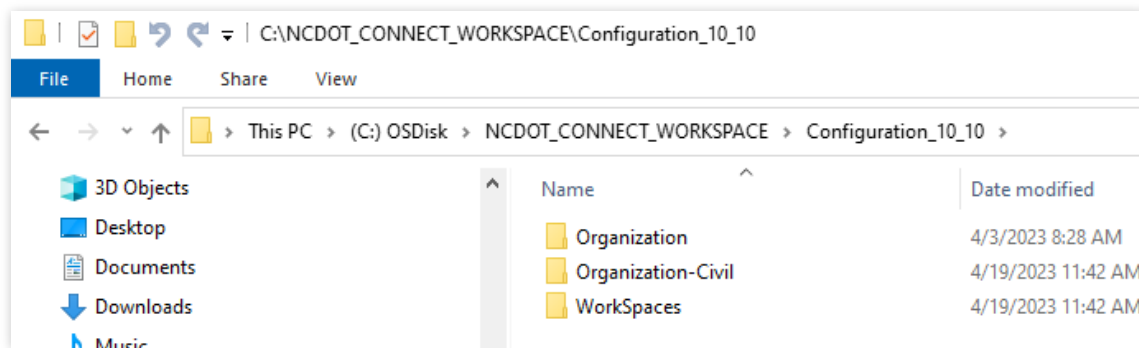 C:\NCDOT_CONNECT_WORKSPACE\Configuration_10_10
File Home Share View
This PC > (C:) OSDisk > NCDOT_CONNECT_WORKSPACE > Configuration_10_10 >
3D Objects
Desktop
Documents
Downloads
Music
Name Date modified
Organization 4/3/2023 8:28 AM
Organization-Civil 4/19/2023 11:42 AM
WorkSpaces 4/19/2023 11:42 AM